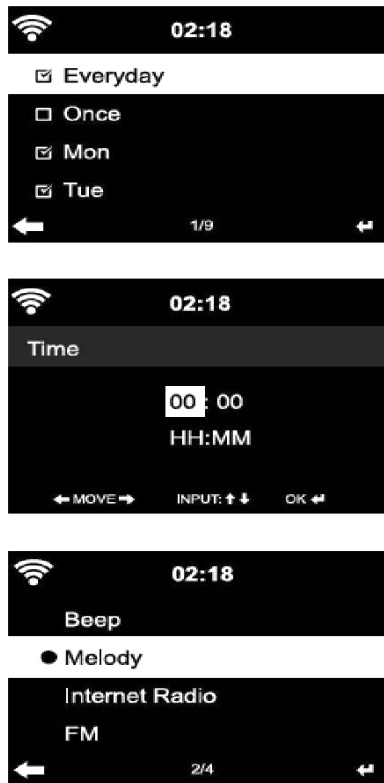 02:18
Everyday
Once
Mon
Tue
1/9
02:18
Time
00 : 00
HH:MM
MOVE INPUT: OK
02:18
Beep
Melody
Internet Radio
FM
2/4